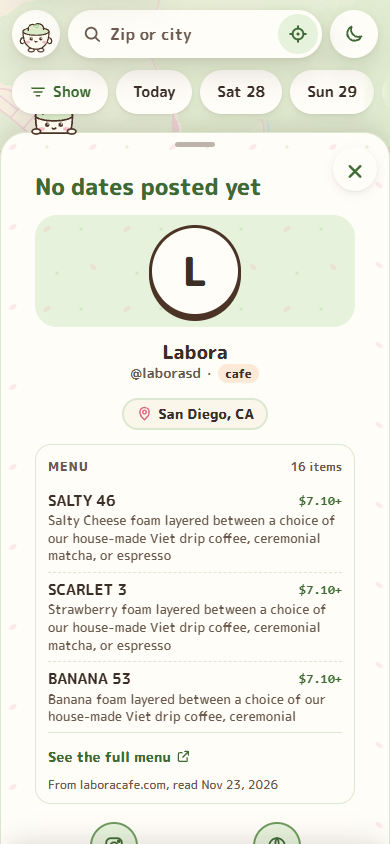 Zip or city
Show
Today
Sat 28
Sun 29
No dates posted yet
L
Labora
@laborasd · cafe
San Diego, CA
MENU
16 items
SALTY 46
$7.10+
Salty Cheese foam layered between a choice of
our house-made Viet drip coffee, ceremonial
matcha, or espresso
SCARLET 3
$7.10+
Strawberry foam layered between a choice of
our house-made Viet drip coffee, ceremonial
matcha, or espresso
BANANA 53
$7.10+
Banana foam layered between a choice of our
house-made Viet drip coffee, ceremonial
See the full menu
From laboracafe.com, read Nov 23, 2026